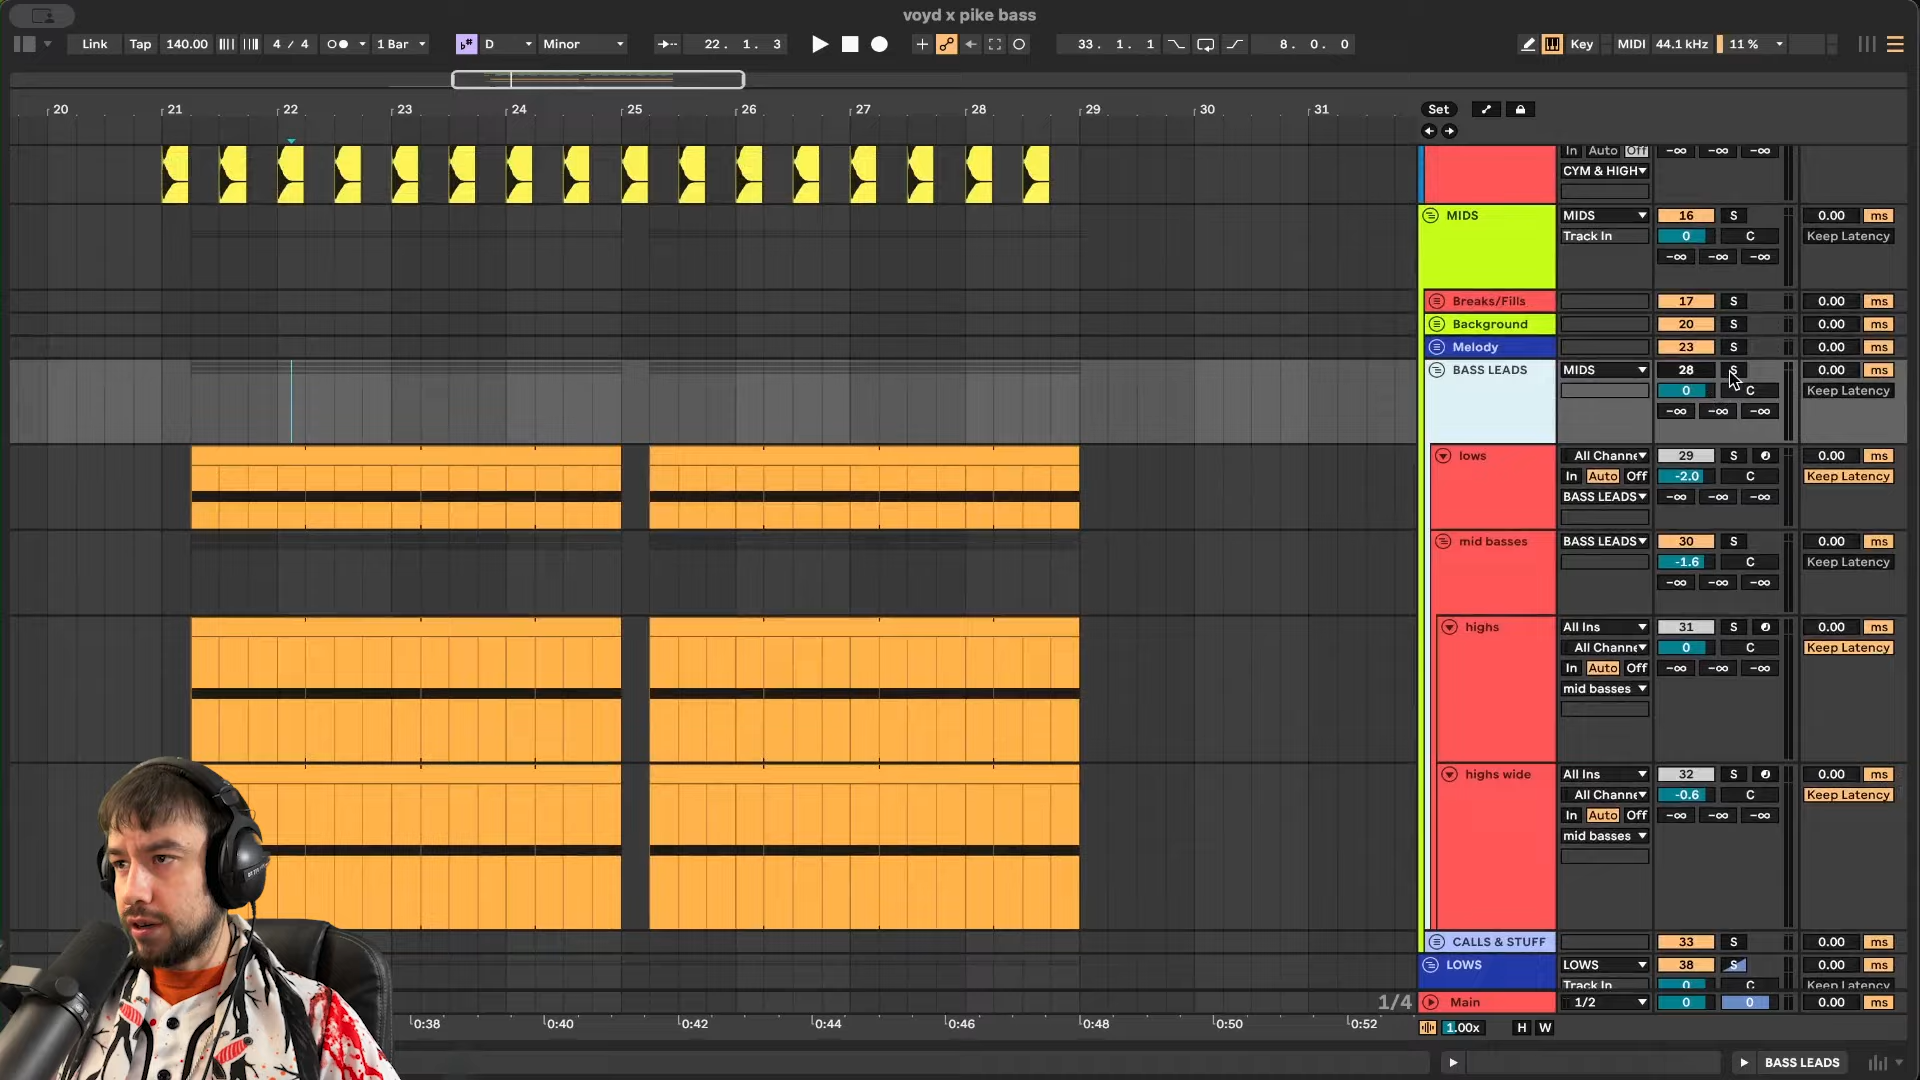 voyd x pike bass
Link Tap 140.00 4 / 4 1 Bar D Minor 22. 1. 3 33. 1. 1 8. 0. 0 Key MIDI 44.1 kHz 11 %
20 21 22 23 24 25 26 27 28 29 30 31 Set
In Auto Off -∞ -∞ -∞
CYM & HIGH
MIDS MIDS 16 S 0.00 ms
Track In 0 C Keep Latency
-∞ -∞ -∞
Breaks/Fills 17 S 0.00 ms
Background 20 S 0.00 ms
Melody 23 S 0.00 ms
BASS LEADS MIDS 28 S 0.00 ms
0 C Keep Latency
-∞ -∞ -∞
lows All Channe 29 S 0.00 ms
In Auto Off -2.0 C Keep Latency
BASS LEADS -∞ -∞ -∞
mid basses BASS LEADS 30 S 0.00 ms
-1.6 C Keep Latency
-∞ -∞ -∞
highs All Ins 31 S 0.00 ms
All Channe 0 C Keep Latency
In Auto Off -∞ -∞ -∞
mid basses
highs wide All Ins 32 S 0.00 ms
All Channe -0.6 C Keep Latency
In Auto Off -∞ -∞ -∞
mid basses
CALLS & STUFF 33 S 0.00 ms
LOWS LOWS 38 S 0.00 ms
Track In 0 C Keep Latency
1/4 Main 1/2 0 0 0.00 ms
0:38 0:40 0:42 0:44 0:46 0:48 0:50 0:52 1.00x H W
BASS LEADS